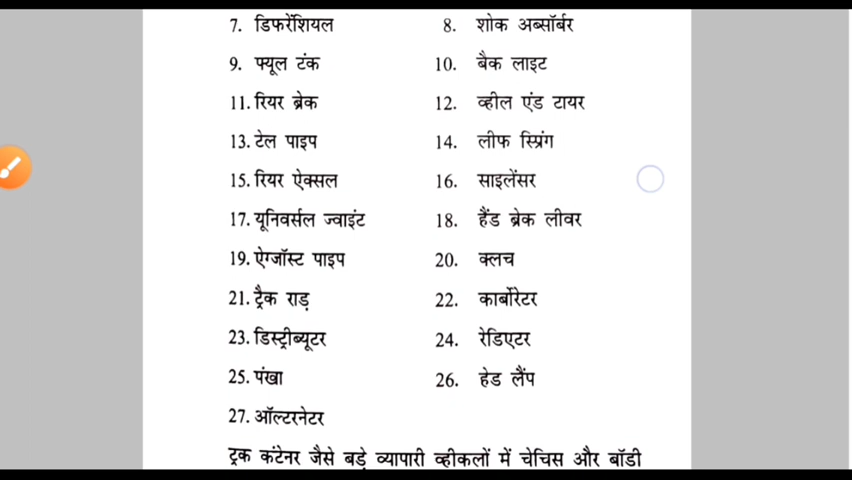 7. डिफरेंशियल 8. शोक अब्सॉर्बर
9. फ्यूल टंक 10. बैक लाइट
11. रियर ब्रेक 12. व्हील एंड टायर
13. टेल पाइप 14. लीफ स्प्रिंग
15. रियर ऐक्सल 16. साइलेंसर
17. यूनिवर्सल ज्वाइंट 18. हैंड ब्रेक लीवर
19. ऐग्जॉस्ट पाइप 20. क्लच
21. ट्रैक राड़ 22. कार्बोरेटर
23. डिस्ट्रीब्यूटर 24. रेडिएटर
25. पंखा 26. हेड लैंप
27. ऑल्टरनेटर
ट्रक कंटेनर जैसे बड़े व्यापारी व्हीकलों में चेचिस और बॉडी